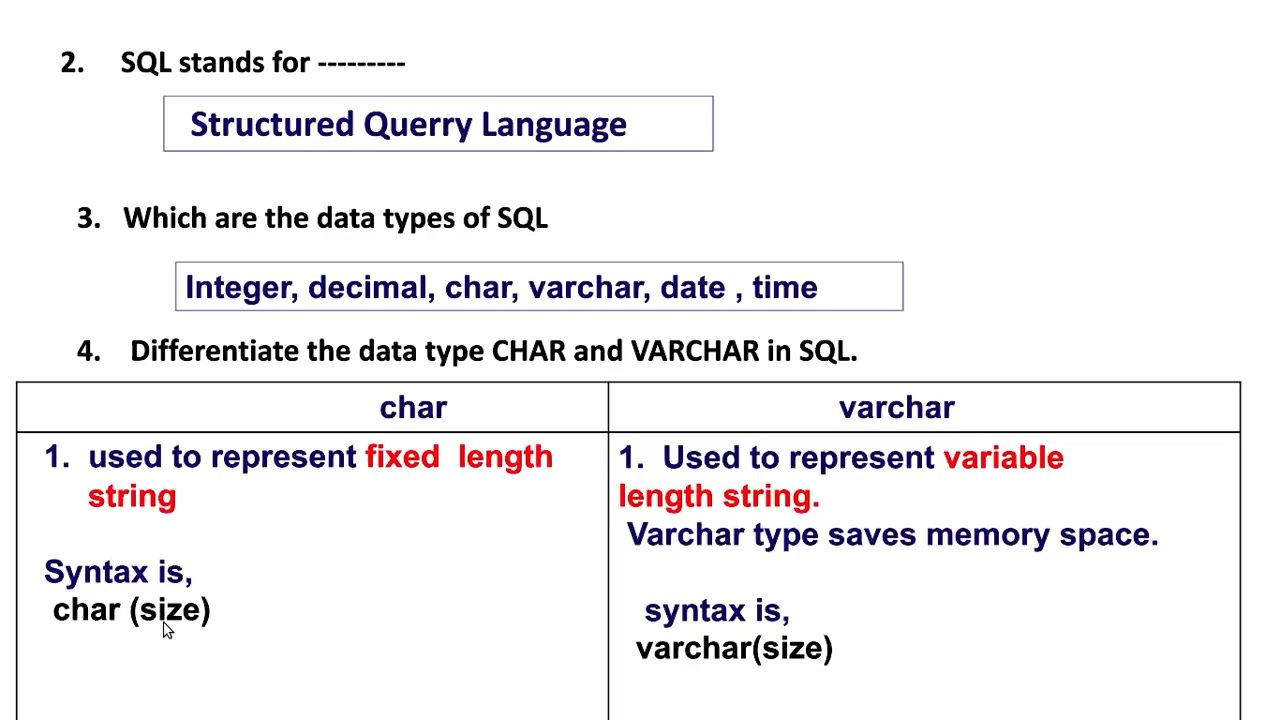 2. SQL stands for ---------
Structured Querry Language
3. Which are the data types of SQL
Integer, decimal, char, varchar, date , time
4. Differentiate the data type CHAR and VARCHAR in SQL.
char
1. used to represent fixed length
string
Syntax is,
char (size)
varchar
1. Used to represent variable
length string.
Varchar type saves memory space.
syntax is,
varchar(size)